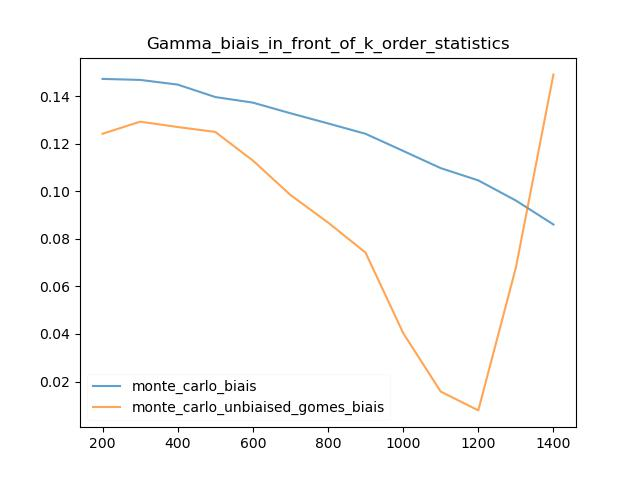 Gamma_biais_in_front_of_k_order_statistics
0.14
0.12
0.10
0.08
0.06
0.04
0.02
monte_carlo_biais
monte_carlo_unbiaised_gomes_biais
200 400 600 800 1000 1200 1400